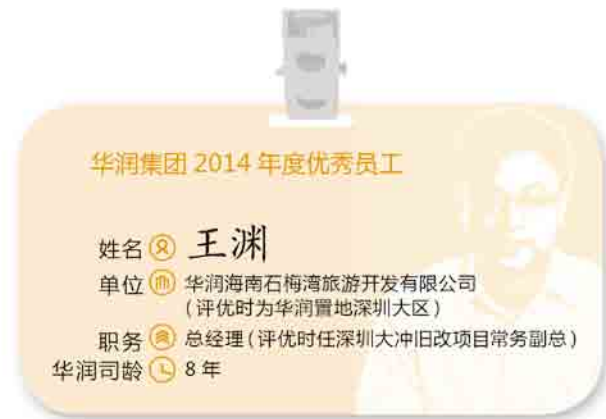 华润集团 2014 年度优秀员工
姓名 王渊
单位 华润海南石梅湾旅游开发有限公司
(评优时为华润置地深圳大区)
职务 总经理(评优时任深圳大冲旧改项目常务副总)
华润司龄 8 年